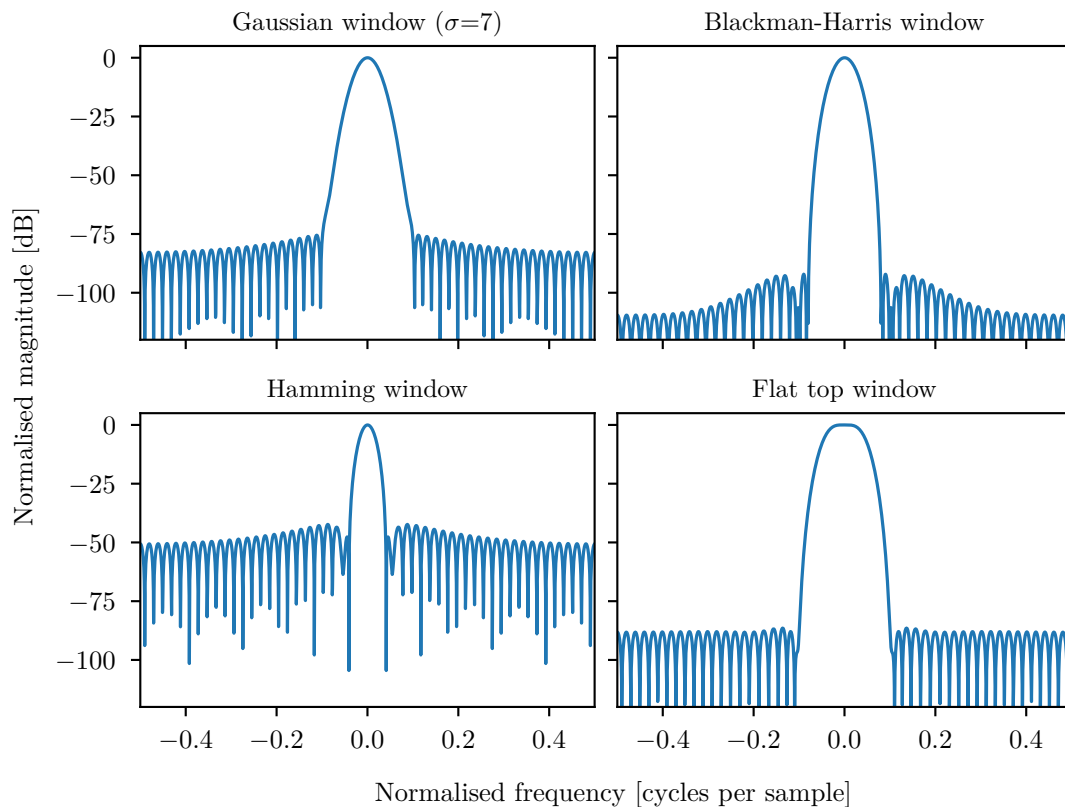 Gaussian window (σ=7)
Blackman-Harris window
0
−25
−50
−75
−100
Hamming window
Flat top window
0
−25
−50
−75
−100
−0.4 −0.2 0.0 0.2 0.4
−0.4 −0.2 0.0 0.2 0.4
Normalised magnitude [dB]
Normalised frequency [cycles per sample]